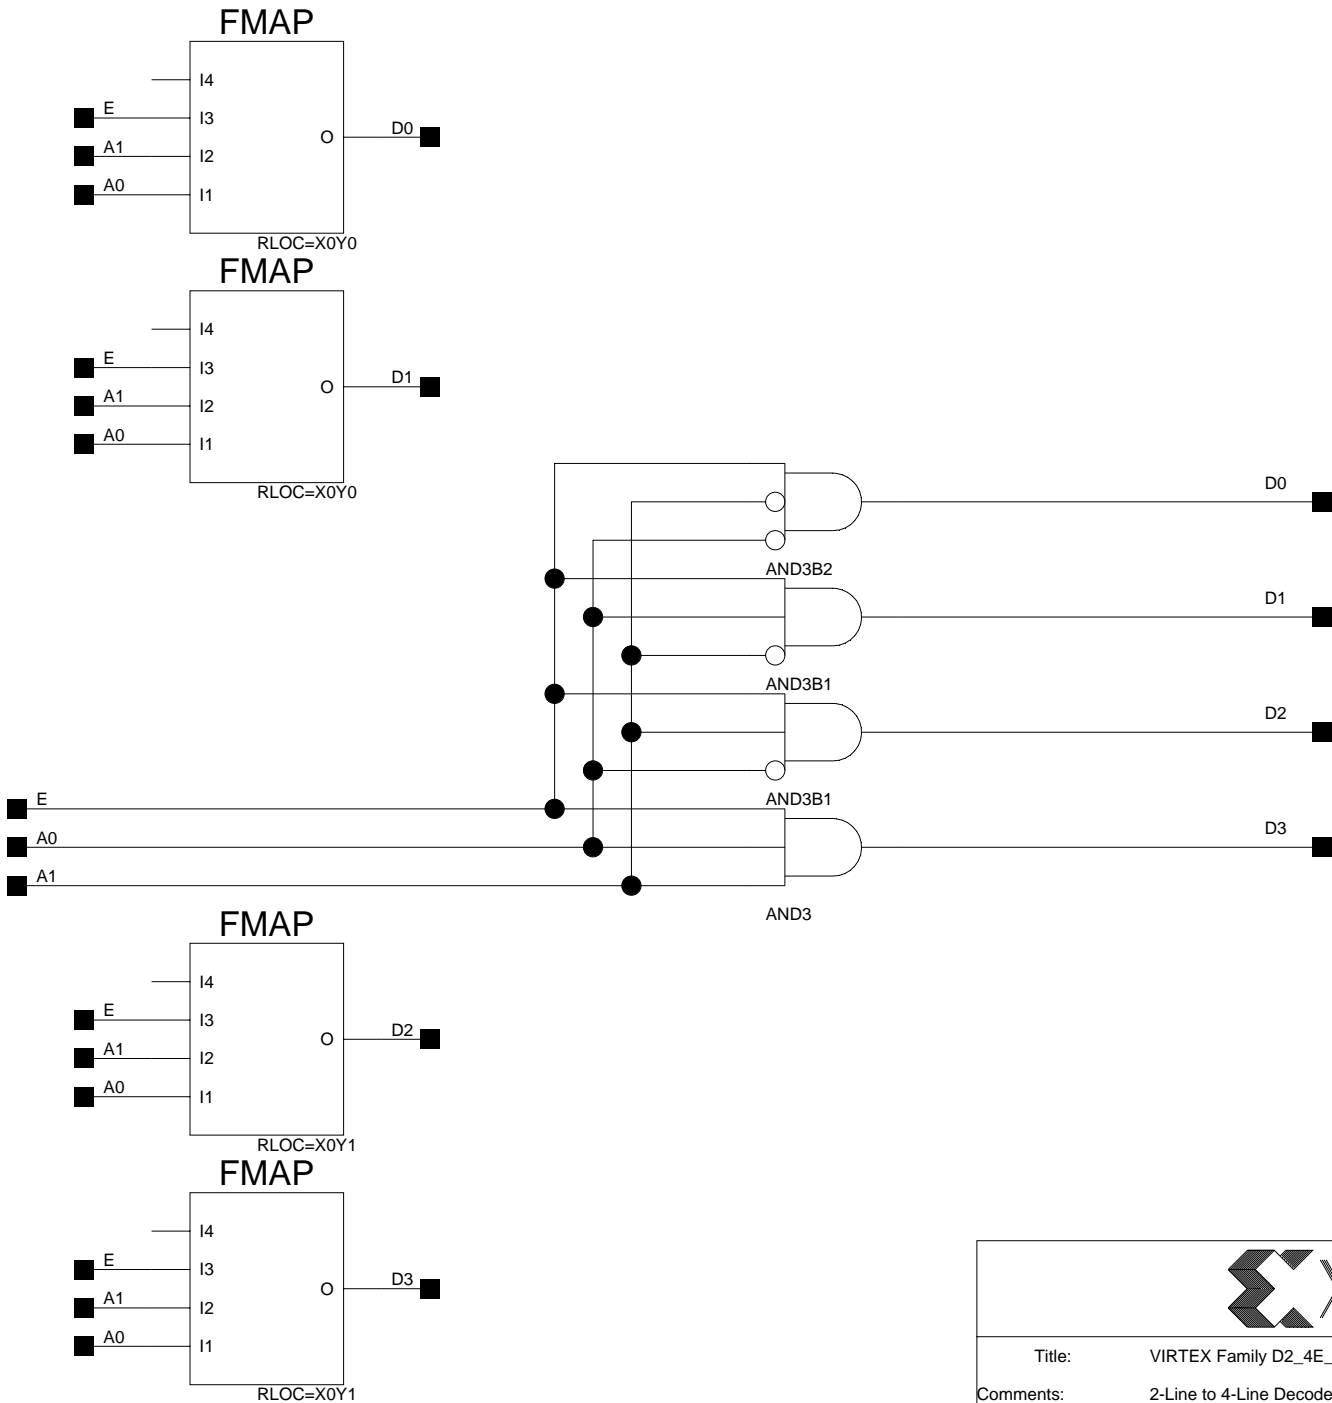 FMAP
I4
E I3
O D0
A1 I2
A0 I1
RLOC=X0Y0
FMAP
I4
E I3
O D1
A1 I2
A0 I1
RLOC=X0Y0
D0
AND3B2
D1
AND3B1
D2
AND3B1
E
A0
D3
A1
AND3
FMAP
I4
E I3
O D2
A1 I2
A0 I1
RLOC=X0Y1
FMAP
I4
E I3
O D3
A1 I2
A0 I1
RLOC=X0Y1
Title: VIRTEX Family D2_4E_
Comments: 2-Line to 4-Line Decode